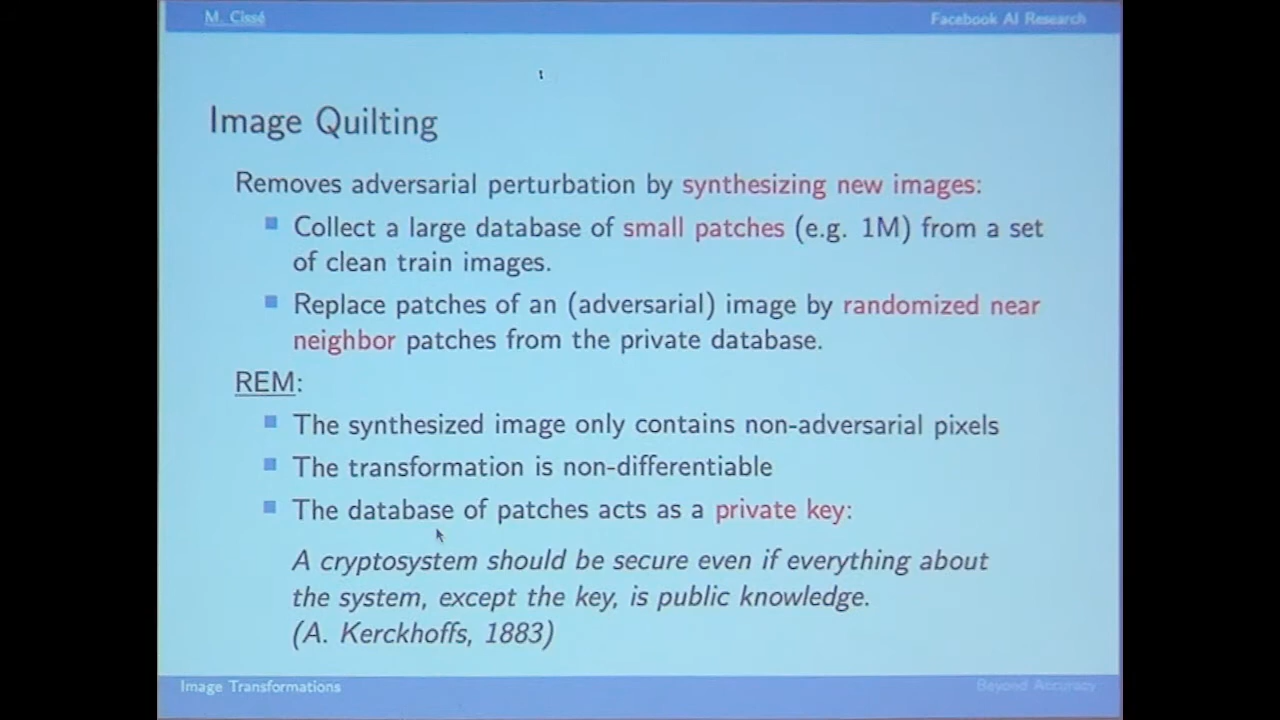 M. Cissé
Facebook AI Research
Image Quilting
Removes adversarial perturbation by synthesizing new images:
Collect a large database of small patches (e.g. 1M) from a set
of clean train images.
Replace patches of an (adversarial) image by randomized near
neighbor patches from the private database.
REM:
The synthesized image only contains non-adversarial pixels
The transformation is non-differentiable
The database of patches acts as a private key:
A cryptosystem should be secure even if everything about
the system, except the key, is public knowledge.
(A. Kerckhoffs, 1883)
Image Transformations
Beyond Accuracy